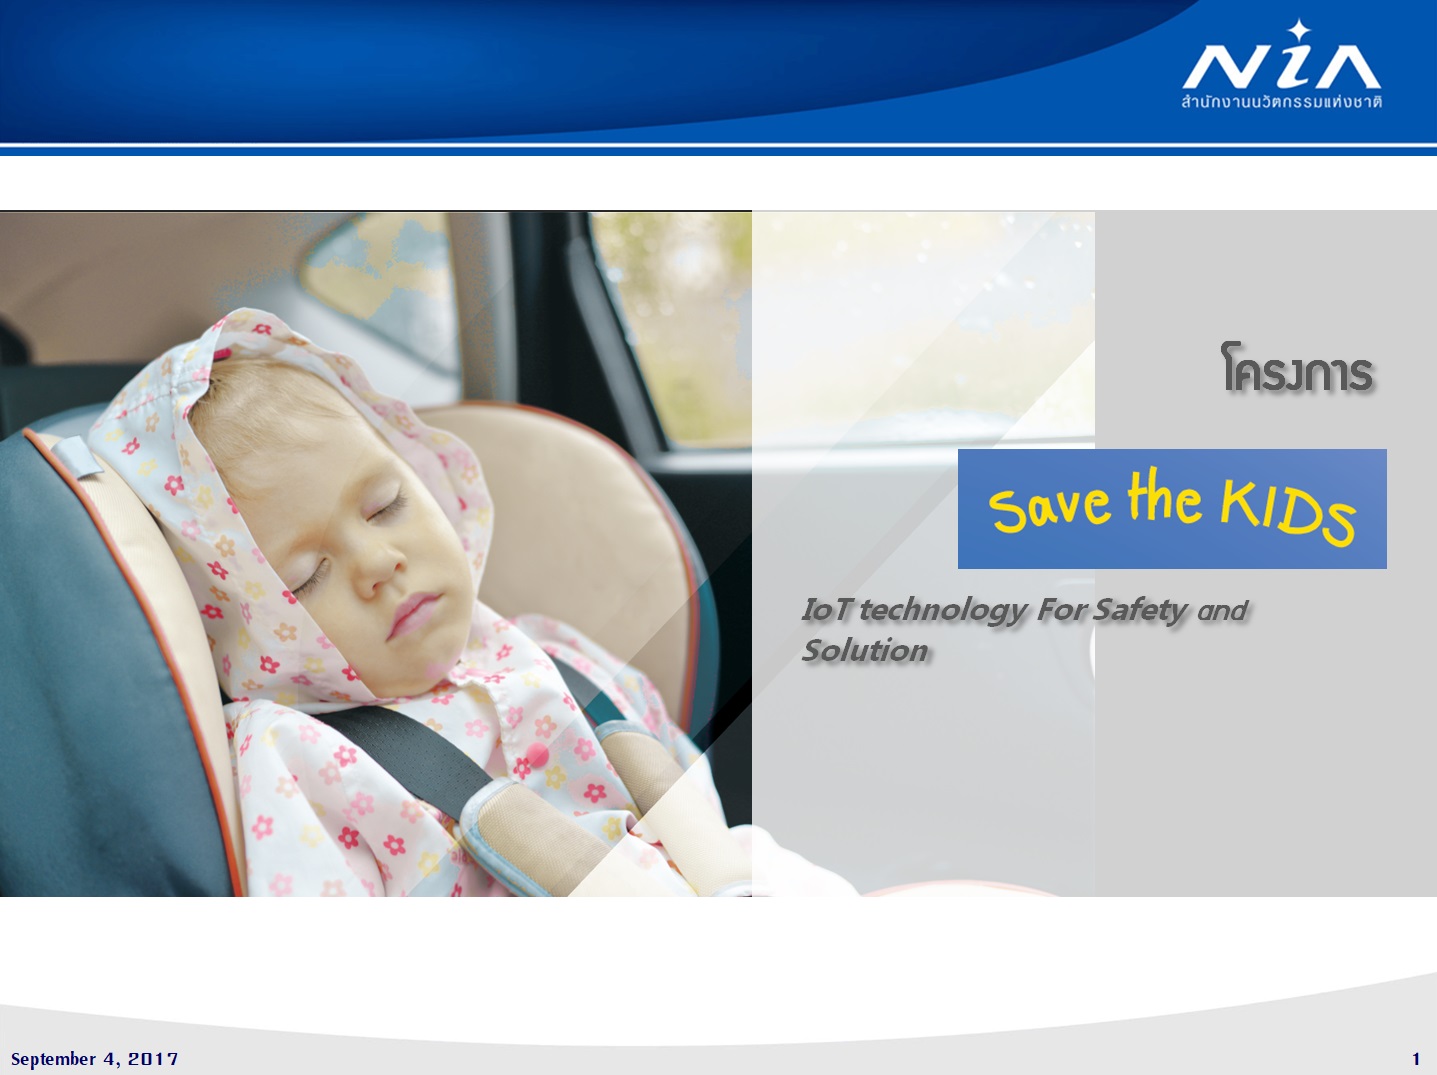 NiA
สำนักงานนวัตกรรมแห่งชาติ
โครงการ
Save the KIDS
IoT technology For Safety and
Solution
September 4, 2017
1